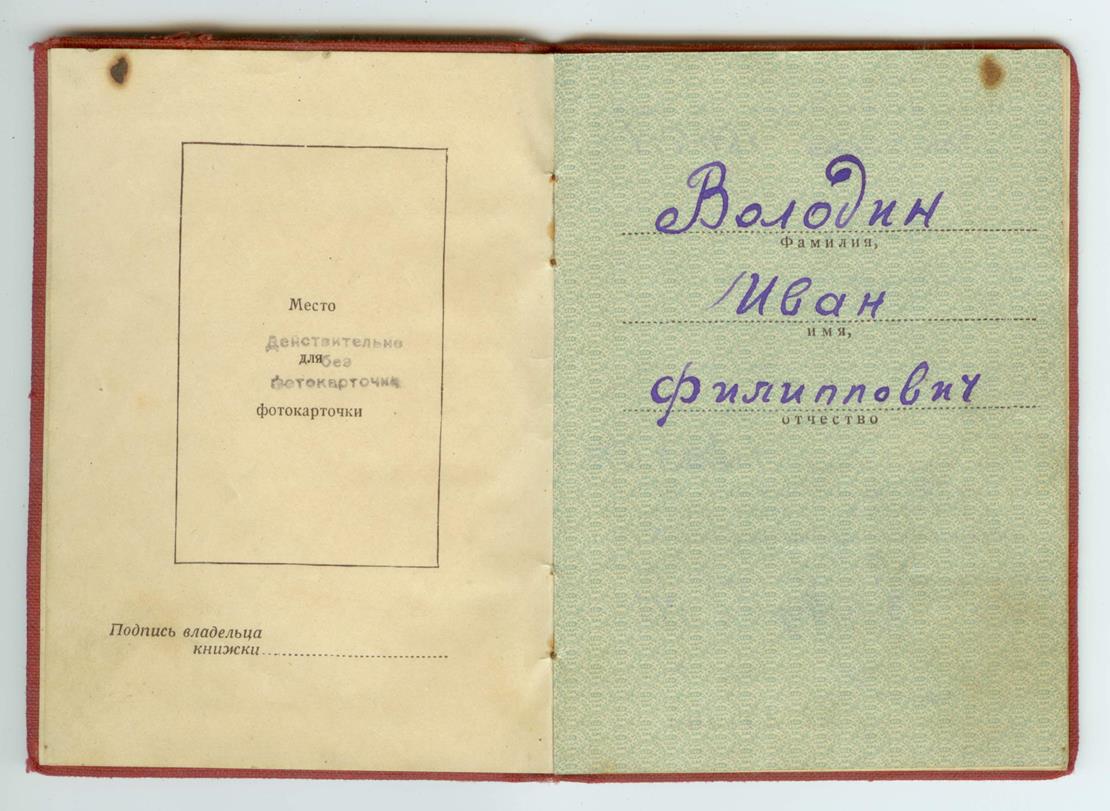 Место
Действительно
для без
фотокарточки
фотокарточки
Подпись владельца
книжки
Володин
Фамилия,
Иван
имя,
Филиппович
отчество